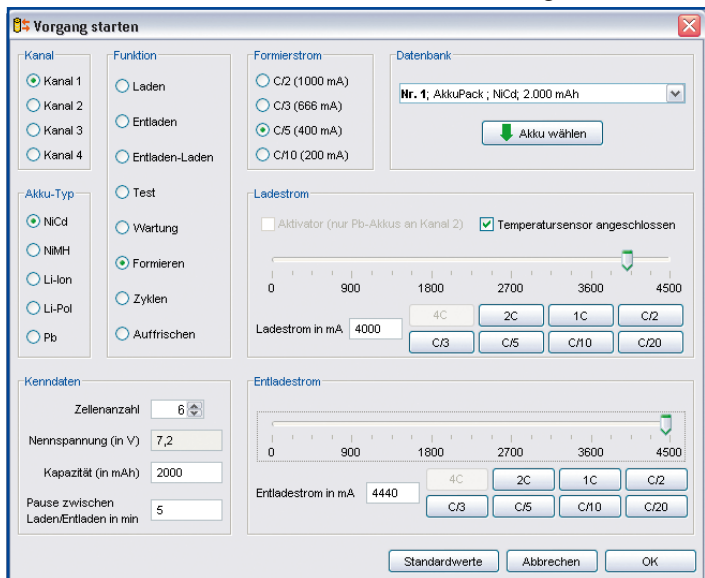 Vorgang starten
Kanal
Kanal 1
Kanal 2
Kanal 3
Kanal 4
Funktion
Laden
Entladen
Entladen-Laden
Test
Wartung
Formieren
Zyklen
Auffrischen
Formierstrom
C/2 (1000 mA)
C/3 (666 mA)
C/5 (400 mA)
C/10 (200 mA)
Datenbank
Nr. 1; AkkuPack ; NiCd; 2.000 mAh
Akku wählen
Akku-Typ
NiCd
NiMH
Li-Ion
Li-Pol
Pb
Ladestrom
Aktivator (nur Pb-Akkus an Kanal 2) Temperatursensor angeschlossen
0 900 1800 2700 3600 4500
Ladestrom in mA 4000
4C 2C 1C C/2
C/3 C/5 C/10 C/20
Kenndaten
Zellenanzahl 6
Nennspannung (in V) 7,2
Kapazität (in mAh) 2000
Pause zwischen
Laden/Entladen in min 5
Entladestrom
0 900 1800 2700 3600 4500
Entladestrom in mA 4440
4C 2C 1C C/2
C/3 C/5 C/10 C/20
Standardwerte Abbrechen OK